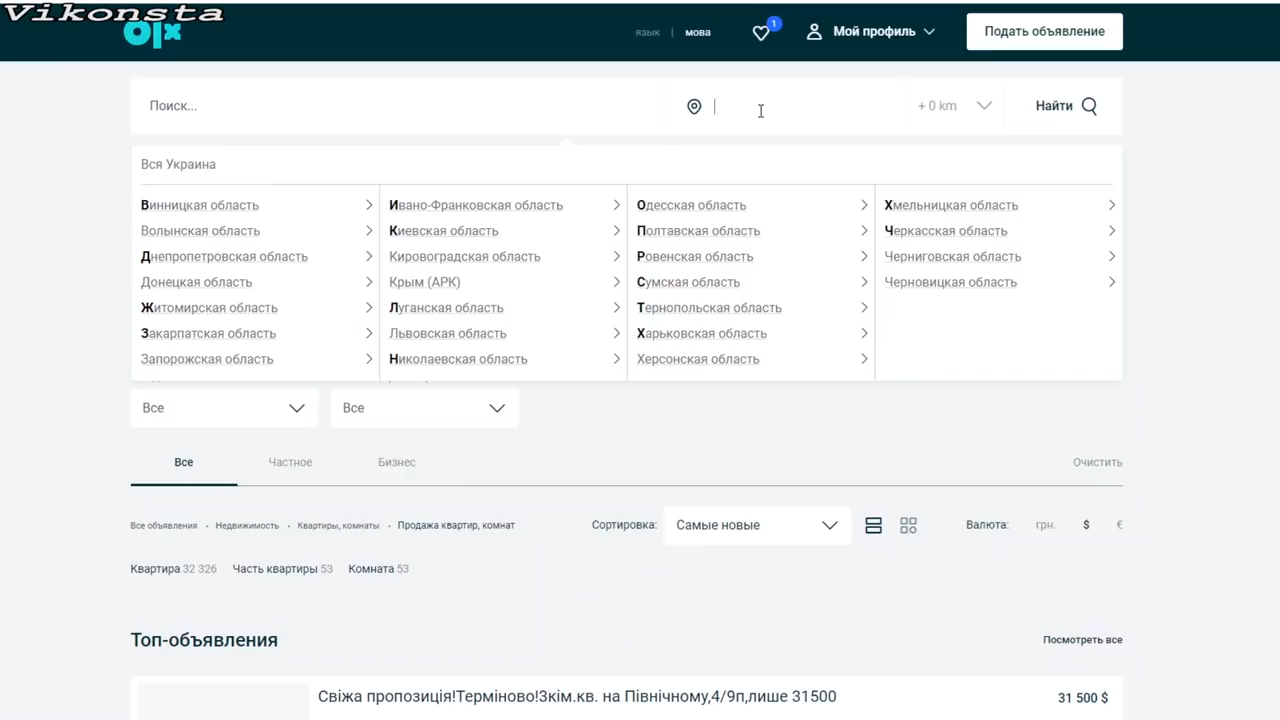 Vikonsta
olx
язык | мова
1
Мой профиль
Подать объявление
Поиск...
+ 0 km
Найти
Вся Украина
Винницкая область
Волынская область
Днепропетровская область
Донецкая область
Житомирская область
Закарпатская область
Запорожская область
Ивано-Франковская область
Киевская область
Кировоградская область
Крым (АРК)
Луганская область
Львовская область
Николаевская область
Одесская область
Полтавская область
Ровенская область
Сумская область
Тернопольская область
Харьковская область
Херсонская область
Хмельницкая область
Черкасская область
Черниговская область
Черновицкая область
Все
Все
Все
Частное
Бизнес
Очистить
Все объявления · Недвижимость · Квартиры, комнаты · Продажа квартир, комнат
Сортировка: Самые новые
Валюта: грн. $ €
Квартира 32 326 Часть квартиры 53 Комната 53
Топ-объявления
Посмотреть все
Свіжа пропозиція!Терміново!3кім.кв. на Північному,4/9п,лише 31500
31 500 $